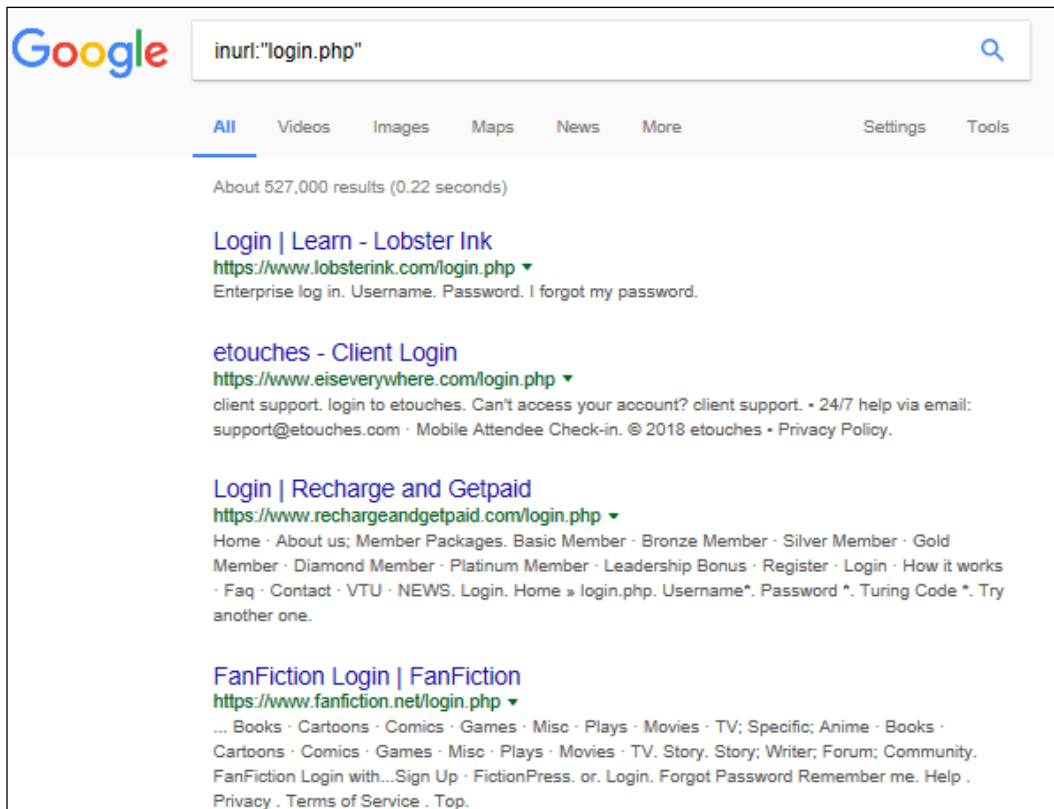 Google
inurl:"login.php"
All Videos Images Maps News More Settings Tools
About 527,000 results (0.22 seconds)
Login | Learn - Lobster Ink
https://www.lobsterink.com/login.php
Enterprise log in. Username. Password. I forgot my password.
etouches - Client Login
https://www.eiseverywhere.com/login.php
client support. login to etouches. Can't access your account? client support. • 24/7 help via email:
support@etouches.com · Mobile Attendee Check-in. © 2018 etouches • Privacy Policy.
Login | Recharge and Getpaid
https://www.rechargeandgetpaid.com/login.php
Home · About us; Member Packages. Basic Member · Bronze Member · Silver Member · Gold
Member · Diamond Member · Platinum Member · Leadership Bonus · Register · Login · How it works
· Faq · Contact · VTU · NEWS. Login. Home » login.php. Username*. Password *. Turing Code *. Try
another one.
FanFiction Login | FanFiction
https://www.fanfiction.net/login.php
... Books · Cartoons · Comics · Games · Misc · Plays · Movies · TV; Specific; Anime · Books ·
Cartoons · Comics · Games · Misc · Plays · Movies · TV. Story. Story; Writer; Forum; Community.
FanFiction Login with...Sign Up · FictionPress. or. Login. Forgot Password Remember me. Help .
Privacy . Terms of Service . Top.